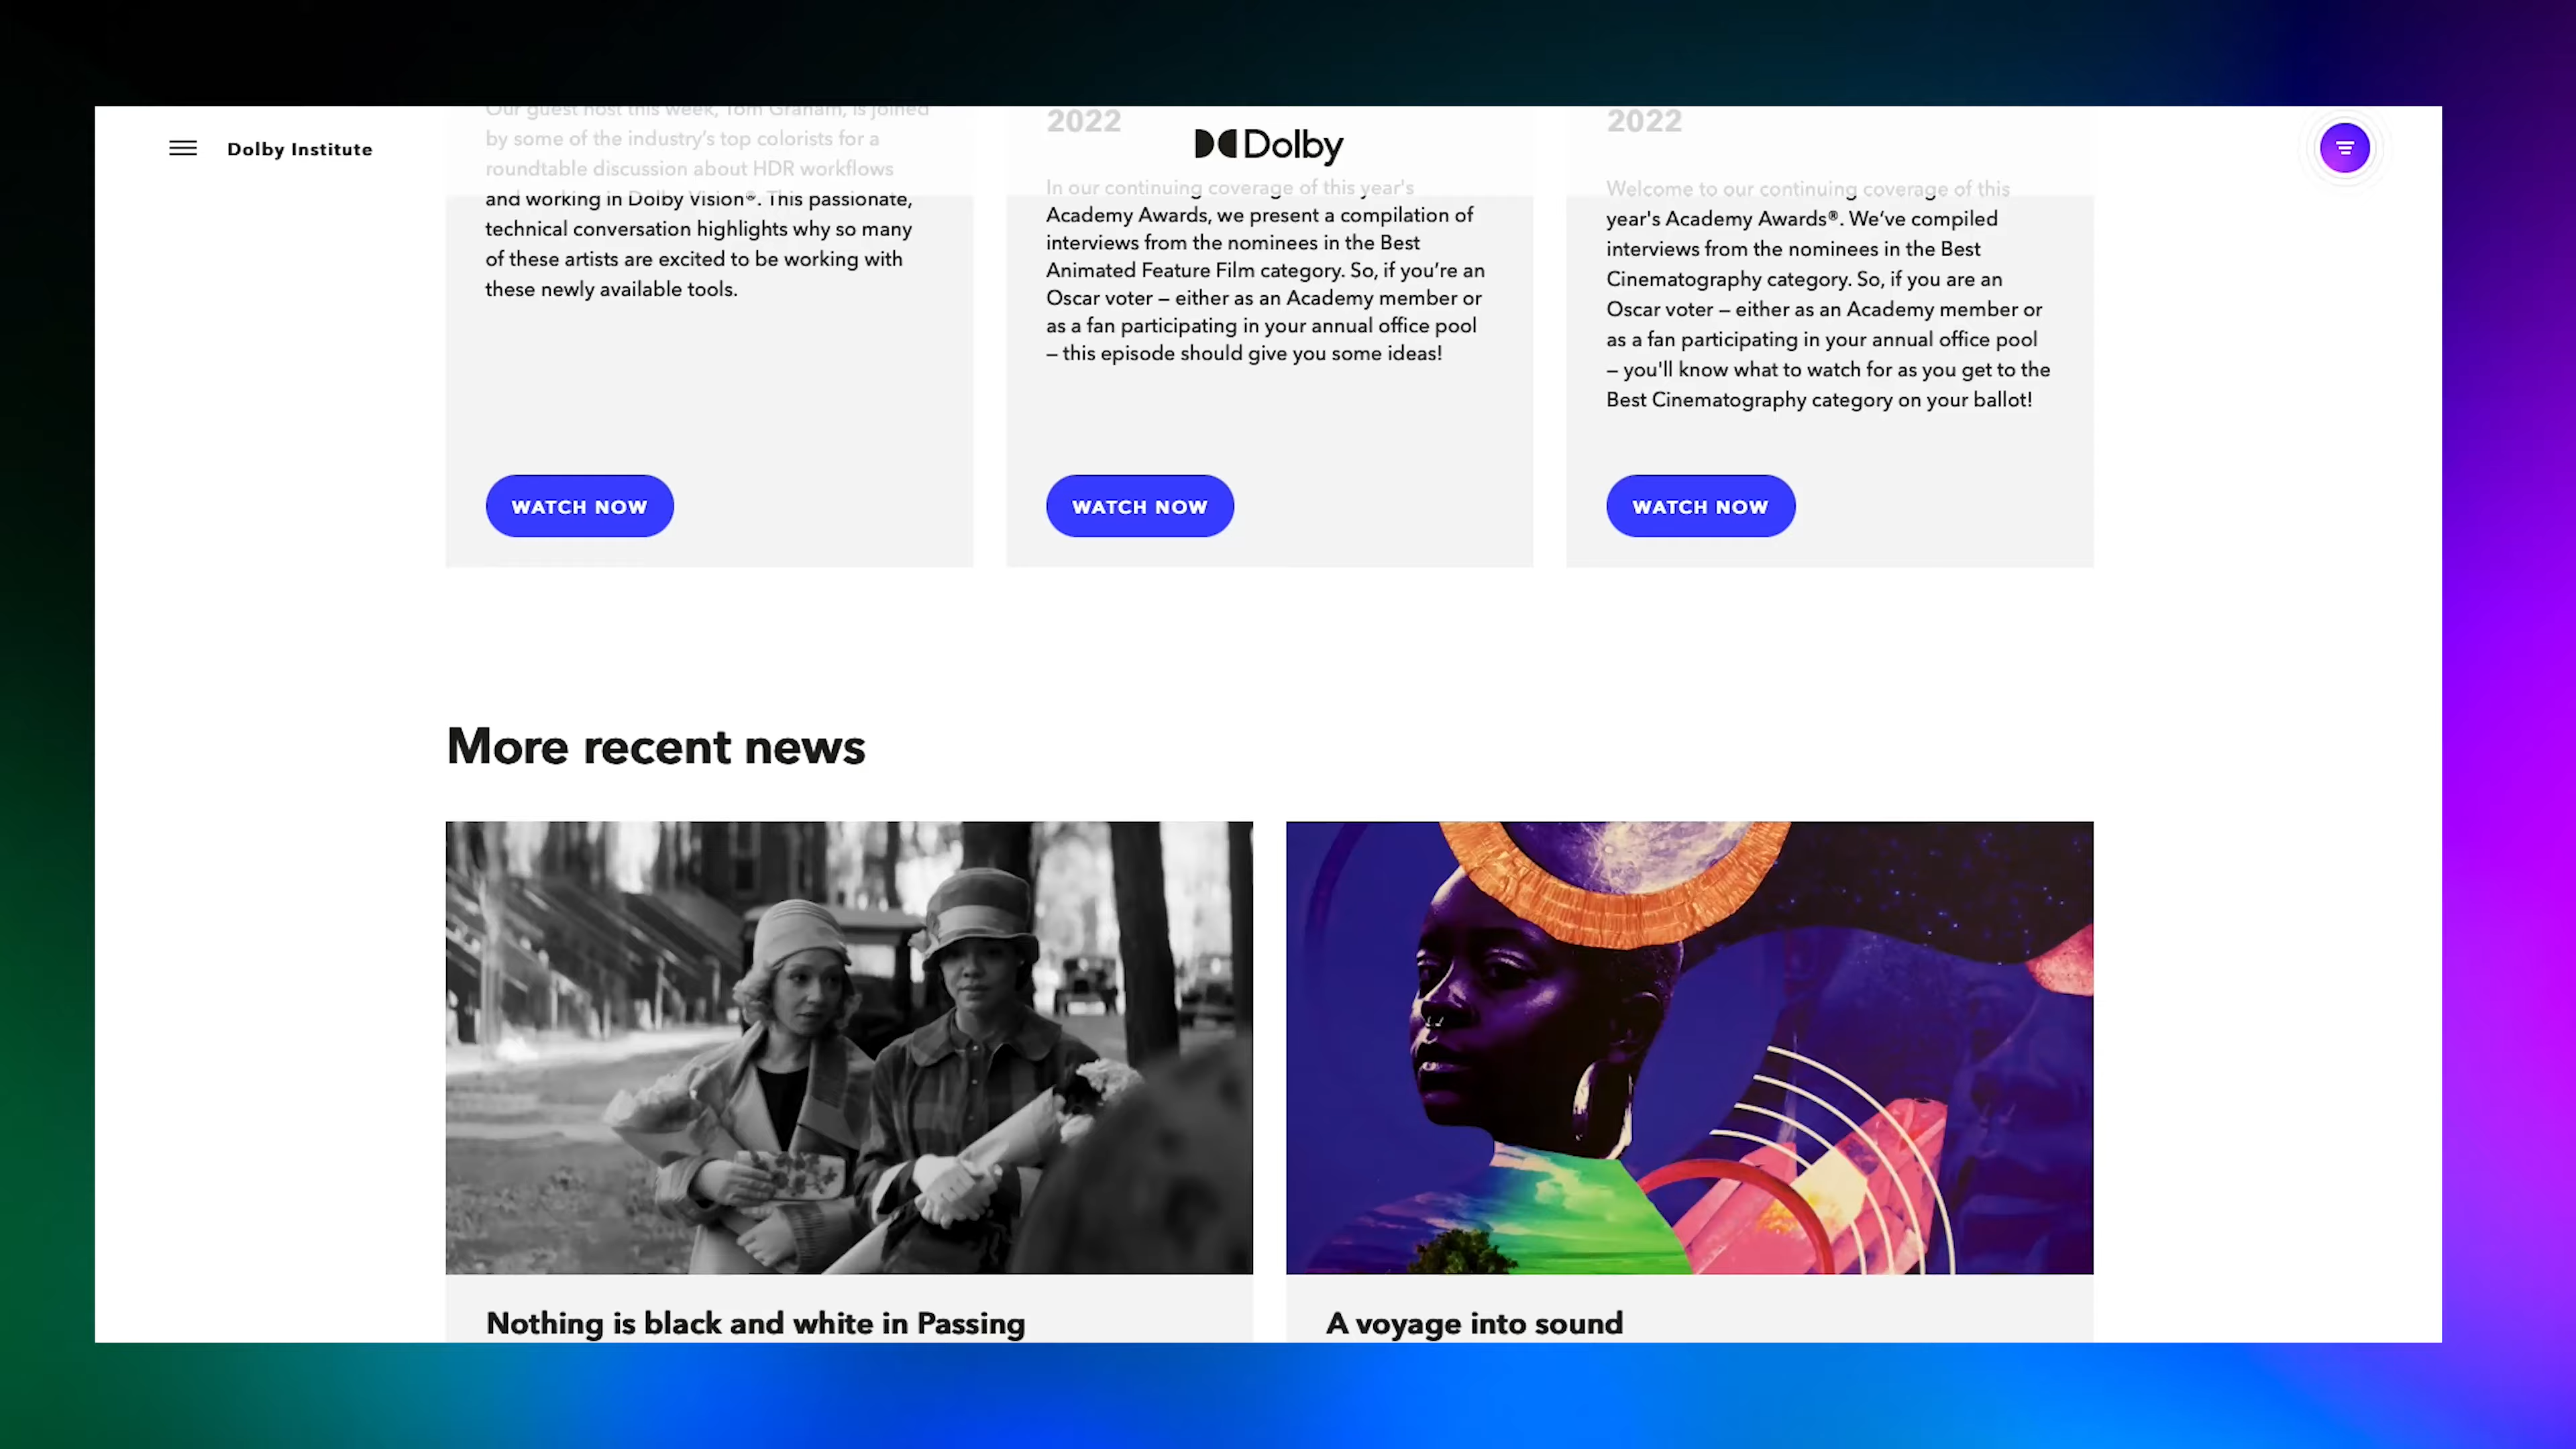 Dolby Institute
Dolby
Our guest host this week, Tom Graham, is joined
by some of the industry's top colorists for a
roundtable discussion about HDR workflows
and working in Dolby Vision®. This passionate,
technical conversation highlights why so many
of these artists are excited to be working with
these newly available tools.
WATCH NOW
2022
In our continuing coverage of this year's
Academy Awards, we present a compilation of
interviews from the nominees in the Best
Animated Feature Film category. So, if you're an
Oscar voter – either as an Academy member or
as a fan participating in your annual office pool
– this episode should give you some ideas!
WATCH NOW
2022
Welcome to our continuing coverage of this
year's Academy Awards®. We've compiled
interviews from the nominees in the Best
Cinematography category. So, if you are an
Oscar voter – either as an Academy member or
as a fan participating in your annual office pool
– you'll know what to watch for as you get to the
Best Cinematography category on your ballot!
WATCH NOW
More recent news
Nothing is black and white in Passing
A voyage into sound